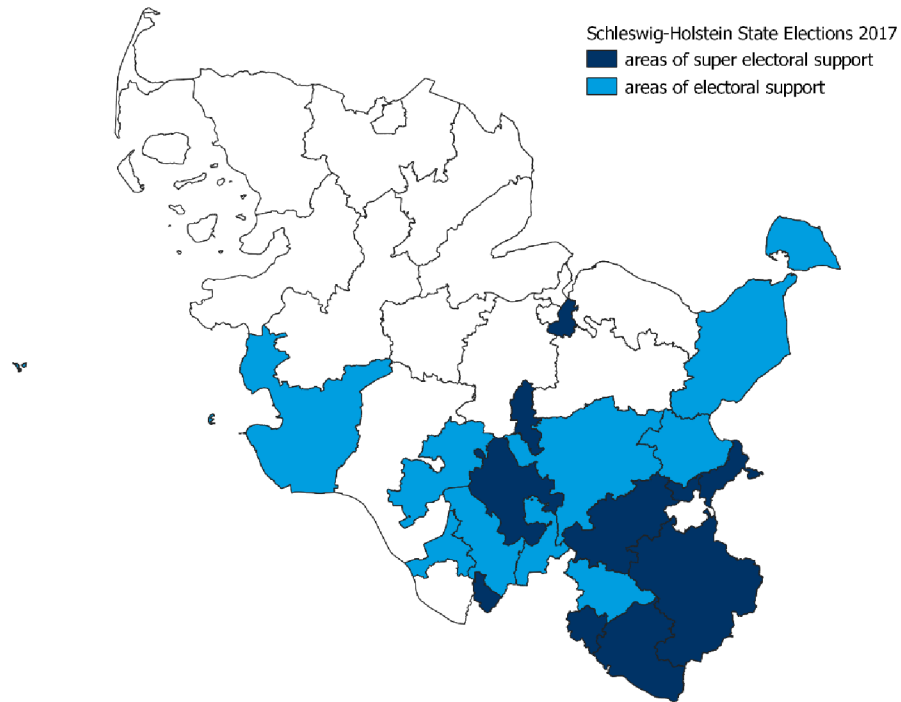 Schleswig-Holstein State Elections 2017
areas of super electoral support
areas of electoral support